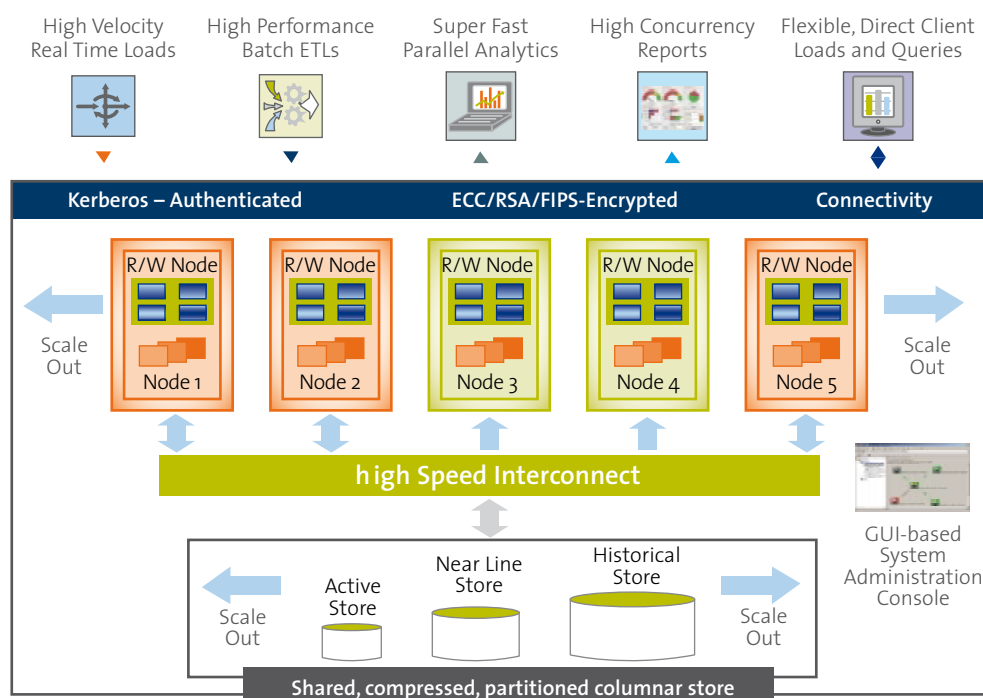 High Velocity
Real Time Loads
High Performance
Batch ETLs
Super Fast
Parallel Analytics
High Concurrency
Reports
Flexible, Direct Client
Loads and Queries
Kerberos – Authenticated
ECC/RSA/FIPS-Encrypted
Connectivity
R/W Node
R/W Node
R/W Node
R/W Node
R/W Node
Scale
Out
Node 1
Node 2
Node 3
Node 4
Node 5
Scale
Out
high Speed Interconnect
GUI-based
System
Administration
Console
Active
Store
Near Line
Store
Historical
Store
Scale
Out
Scale
Out
Shared, compressed, partitioned columnar store